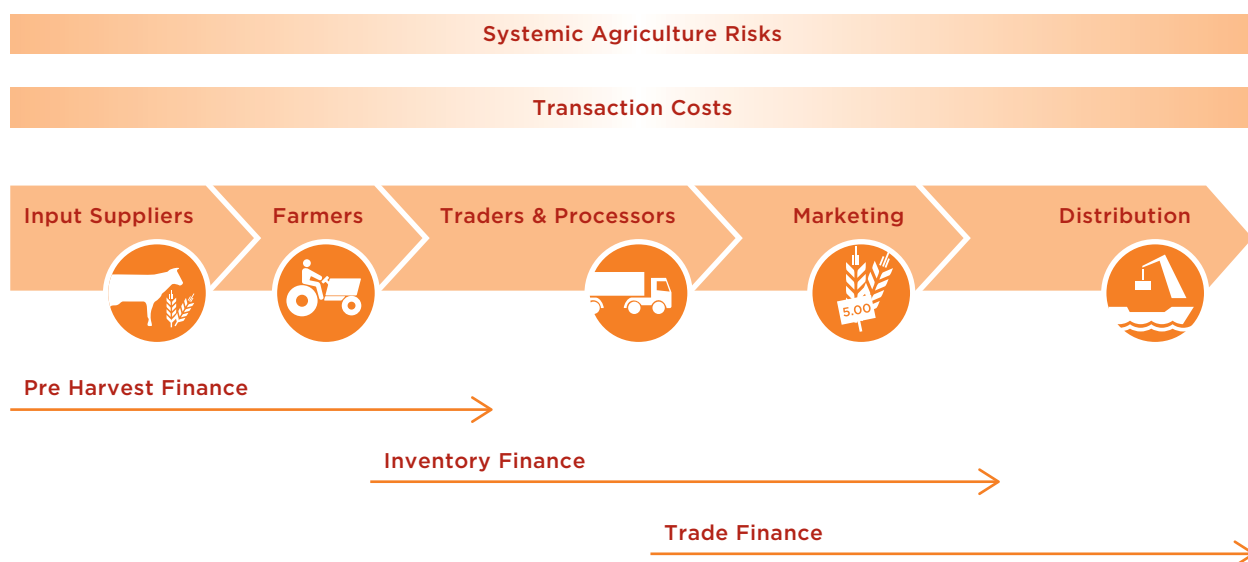 Systemic Agriculture Risks
Transaction Costs
Input Suppliers
Farmers
Traders & Processors
Marketing
Distribution
5.00
Pre Harvest Finance
Inventory Finance
Trade Finance